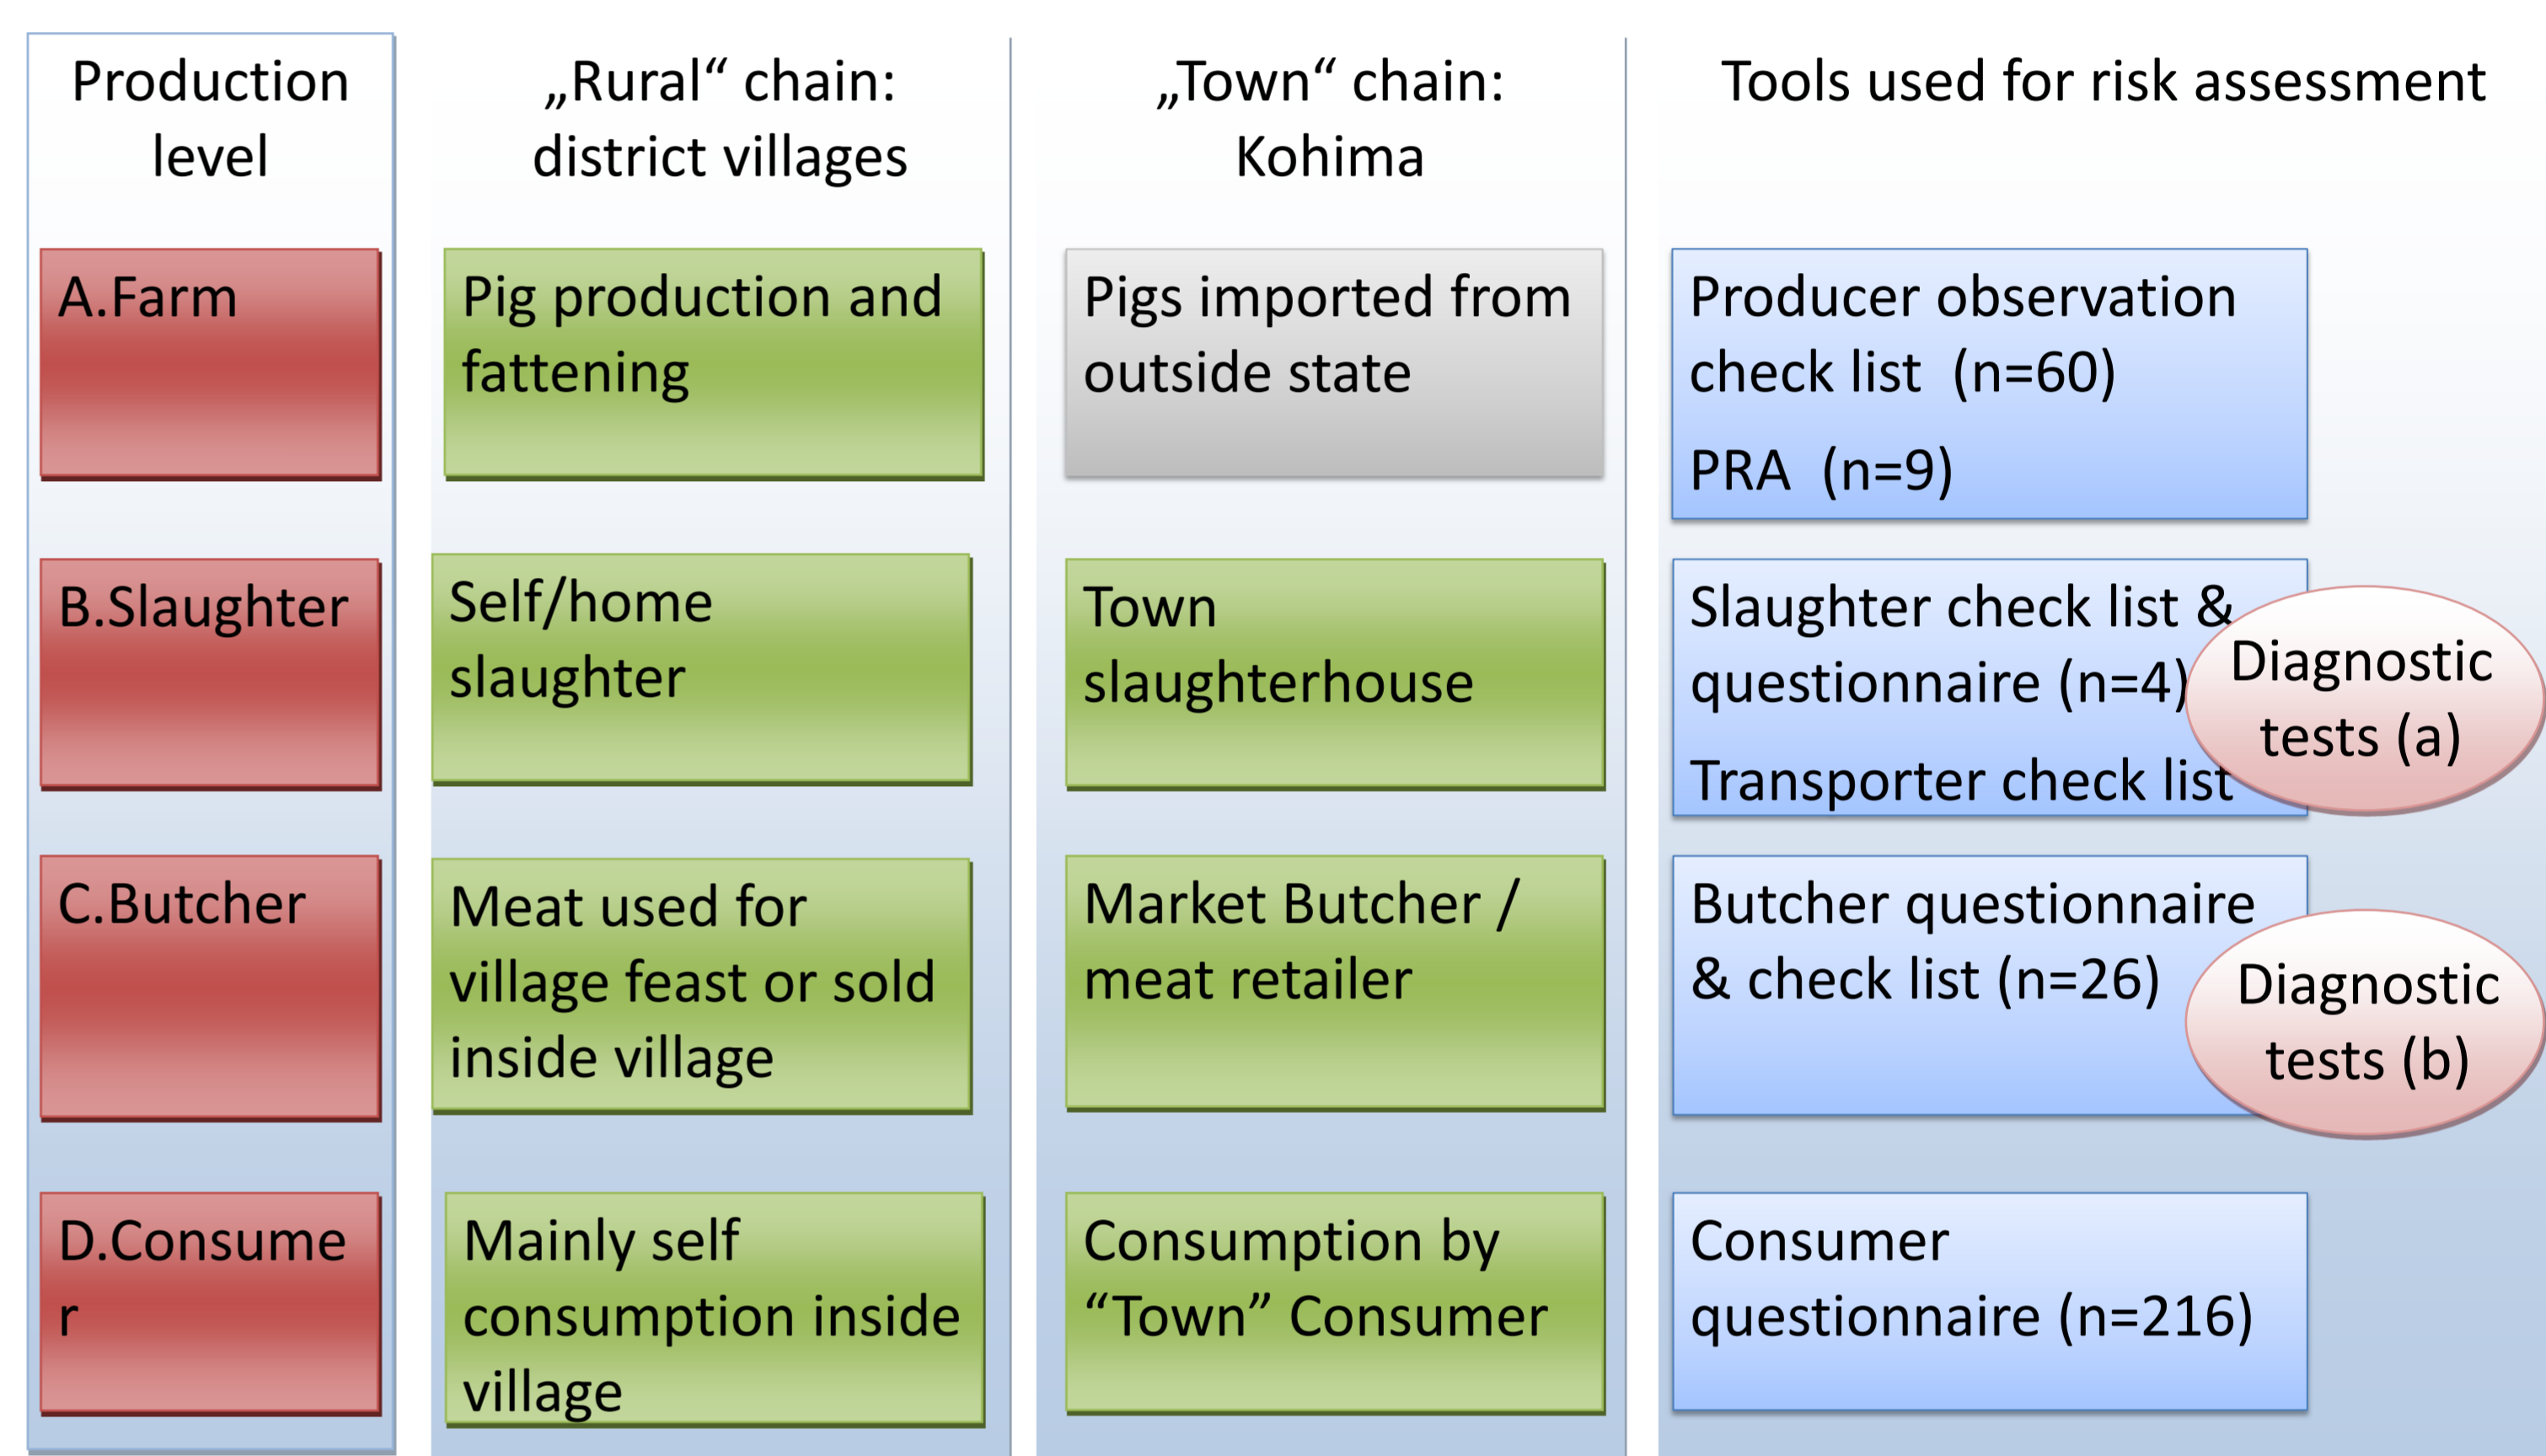 Production
level
„Rural“ chain:
district villages
„Town“ chain:
Kohima
Tools used for risk assessment
A.Farm
Pig production and
fattening
Pigs imported from
outside state
Producer observation
check list (n=60)
PRA (n=9)
B.Slaughter
Self/home
slaughter
Town
slaughterhouse
Slaughter check list &
questionnaire (n=4)
Transporter check list
Diagnostic
tests (a)
C.Butcher
Meat used for
village feast or sold
inside village
Market Butcher /
meat retailer
Butcher questionnaire
& check list (n=26)
Diagnostic
tests (b)
D.Consume
r
Mainly self
consumption inside
village
Consumption by
“Town” Consumer
Consumer
questionnaire (n=216)